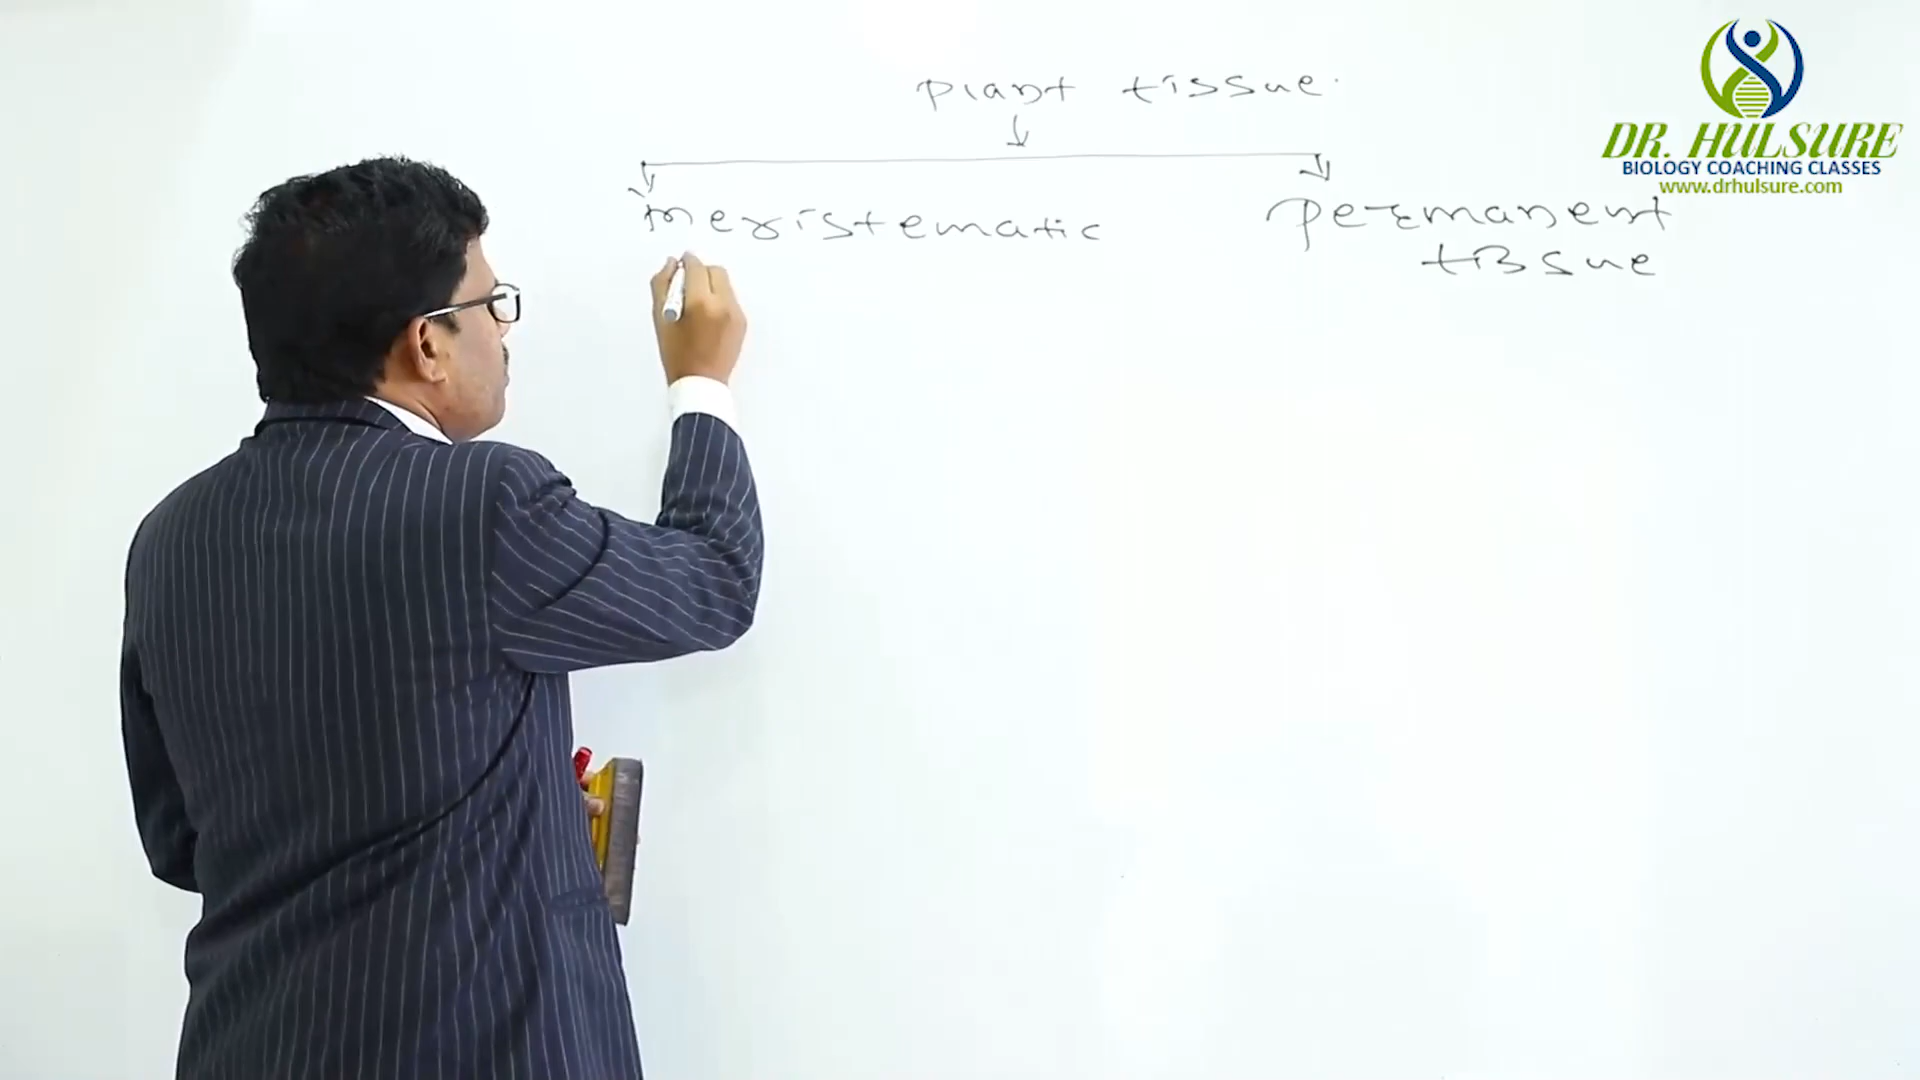 Plant tissue.
Meristematic
Permanent
tissue
DR. HULSURE
BIOLOGY COACHING CLASSES
www.drhulsure.com